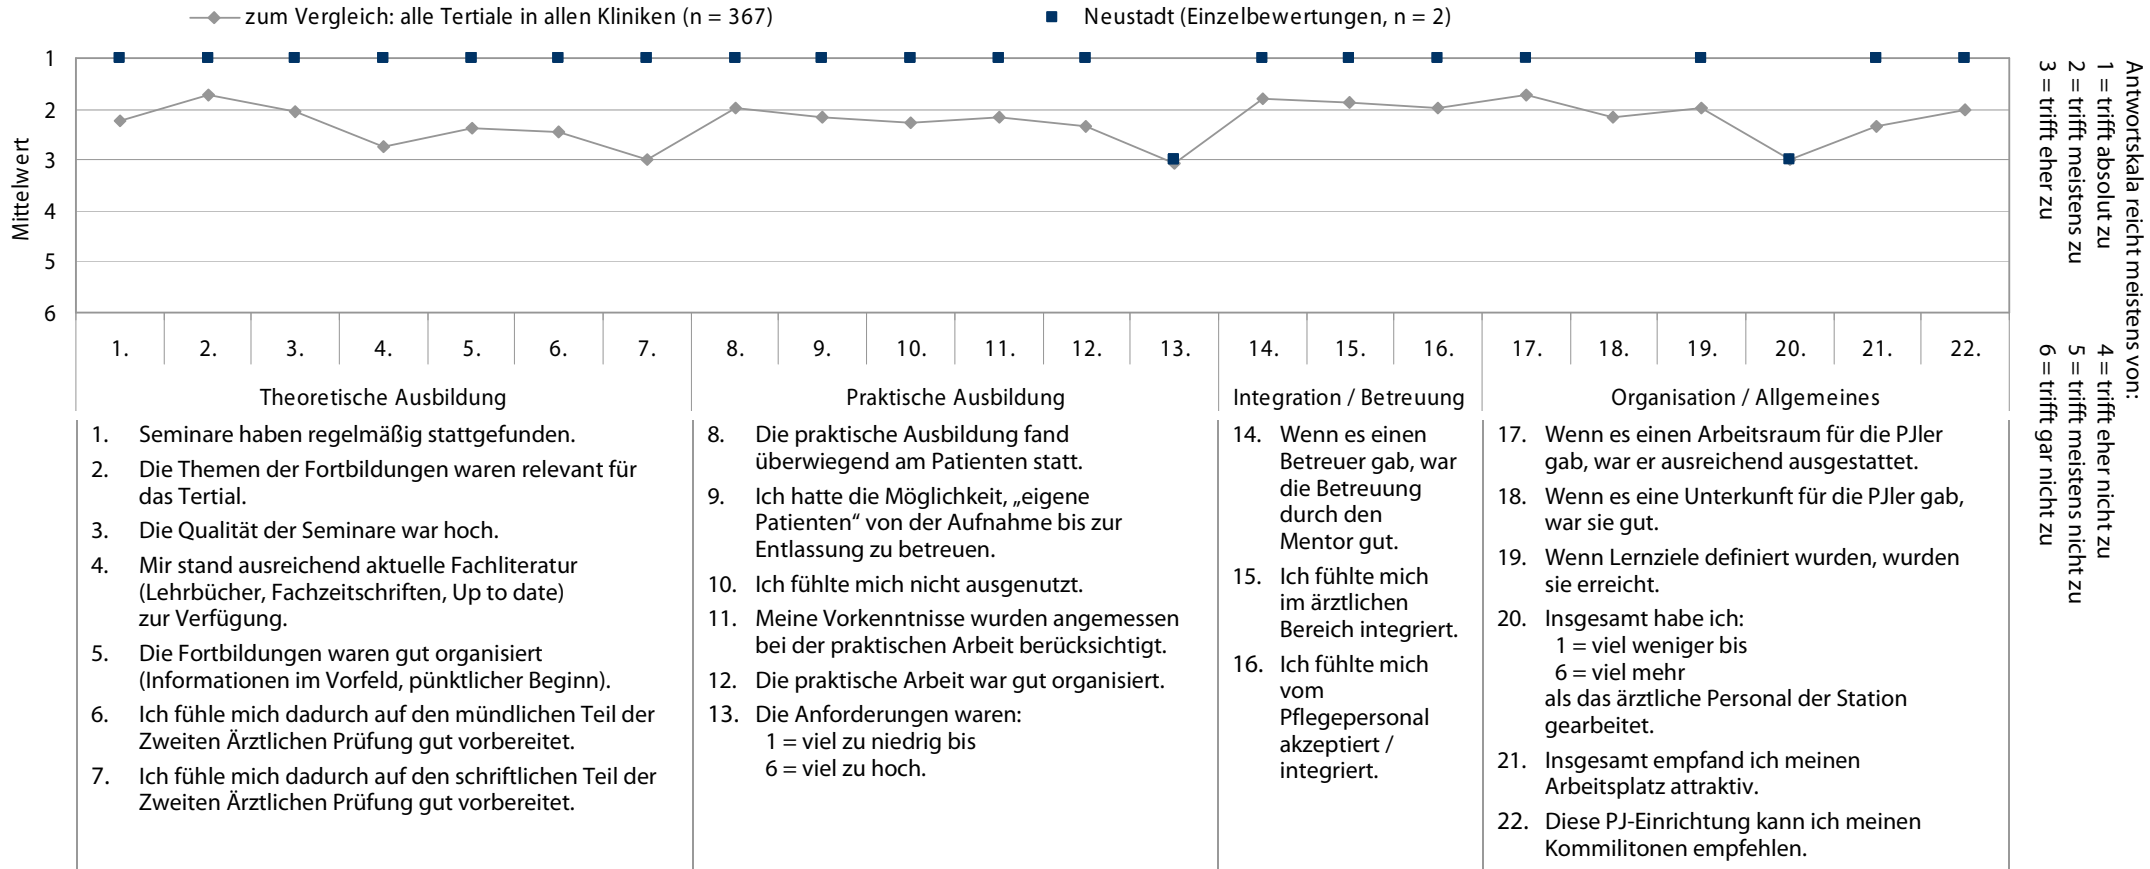 zum Vergleich: alle Tertiale in allen Kliniken (n = 367)
Neustadt (Einzelbewertungen, n = 2)
Mittelwert
1
2
3
4
5
6
1. 2. 3. 4. 5. 6. 7. 8. 9. 10. 11. 12. 13. 14. 15. 16. 17. 18. 19. 20. 21. 22.
Theoretische Ausbildung
Praktische Ausbildung
Integration / Betreuung
Organisation / Allgemeines
1. Seminare haben regelmäßig stattgefunden.
2. Die Themen der Fortbildungen waren relevant für
das Tertial.
3. Die Qualität der Seminare war hoch.
4. Mir stand ausreichend aktuelle Fachliteratur
(Lehrbücher, Fachzeitschriften, Up to date)
zur Verfügung.
5. Die Fortbildungen waren gut organisiert
(Informationen im Vorfeld, pünktlicher Beginn).
6. Ich fühle mich dadurch auf den mündlichen Teil der
Zweiten Ärztlichen Prüfung gut vorbereitet.
7. Ich fühle mich dadurch auf den schriftlichen Teil der
Zweiten Ärztlichen Prüfung gut vorbereitet.
8. Die praktische Ausbildung fand
überwiegend am Patienten statt.
9. Ich hatte die Möglichkeit, „eigene
Patienten“ von der Aufnahme bis zur
Entlassung zu betreuen.
10. Ich fühlte mich nicht ausgenutzt.
11. Meine Vorkenntnisse wurden angemessen
bei der praktischen Arbeit berücksichtigt.
12. Die praktische Arbeit war gut organisiert.
13. Die Anforderungen waren:
1 = viel zu niedrig bis
6 = viel zu hoch.
14. Wenn es einen
Betreuer gab, war
die Betreuung
durch den
Mentor gut.
15. Ich fühlte mich
im ärztlichen
Bereich integriert.
16. Ich fühlte mich
vom
Pflegepersonal
akzeptiert /
integriert.
17. Wenn es einen Arbeitsraum für die PJler
gab, war er ausreichend ausgestattet.
18. Wenn es eine Unterkunft für die PJler gab,
war sie gut.
19. Wenn Lernziele definiert wurden, wurden
sie erreicht.
20. Insgesamt habe ich:
1 = viel weniger bis
6 = viel mehr
als das ärztliche Personal der Station
gearbeitet.
21. Insgesamt empfand ich meinen
Arbeitsplatz attraktiv.
22. Diese PJ-Einrichtung kann ich meinen
Kommilitonen empfehlen.
Antwortskala reicht meistens von:
1 = trifft absolut zu
2 = trifft meistens zu
3 = trifft eher zu
4 = trifft eher nicht zu
5 = trifft meistens nicht zu
6 = trifft gar nicht zu